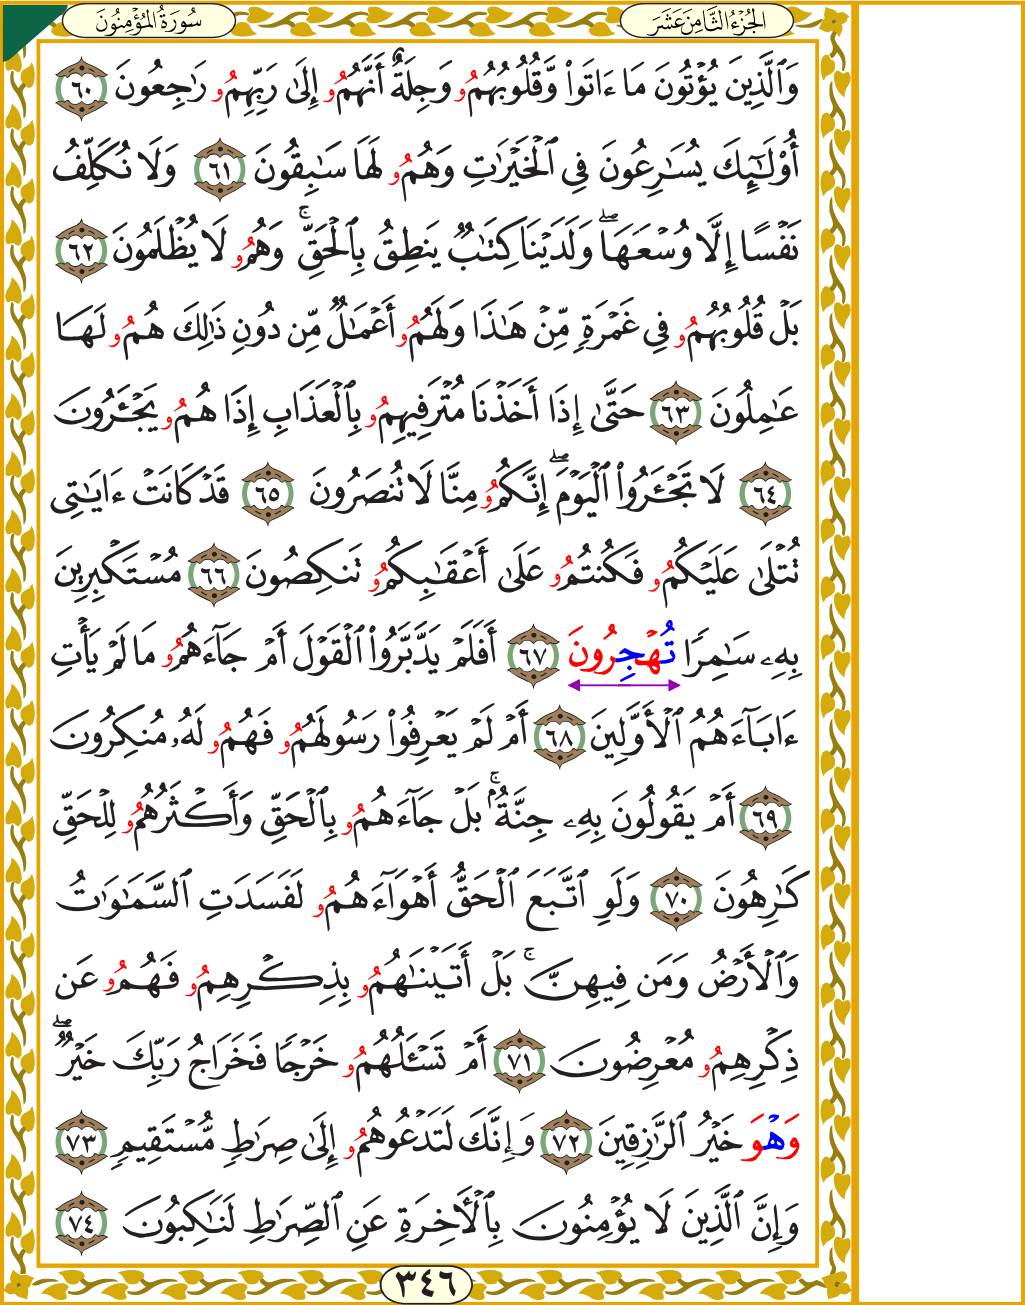 سُورَةُ المُؤْمِنُونَ
الجُزْءُ الثَّامِنَ عَشَرَ
وَٱلَّذِينَ يُؤْتُونَ مَا ءَاتَوا۟ وَّقُلُوبُهُمُۥ وَجِلَةٌ أَنَّهُمُۥ إِلَىٰ رَبِّهِمُۥ رَٰجِعُونَ ٦٠
أُو۟لَـٰٓئِكَ يُسَـٰرِعُونَ فِي ٱلْخَيْرَٰتِ وَهُمُۥ لَهَا سَـٰبِقُونَ ٦١ وَلَا نُكَلِّفُ
نَفْسًا إِلَّا وُسْعَهَا ۖ وَلَدَيْنَا كِتَـٰبٌ يَنطِقُ بِٱلْحَقِّ ۚ وَهُمُۥ لَا يُظْلَمُونَ ٦٢
بَلْ قُلُوبُهُمُۥ فِي غَمْرَةٍ مِّنْ هَـٰذَا وَلَهُمُۥ أَعْمَـٰلٌ مِّن دُونِ ذَٰلِكَ هُمُۥ لَهَا
عَـٰمِلُونَ ٦٣ حَتَّىٰ إِذَا أَخَذْنَا مُتْرَفِيهِمُۥ بِٱلْعَذَابِ إِذَا هُمُۥ يَجْـَٔرُونَ
٦٤ لَا تَجْـَٔرُوا۟ ٱلْيَوْمَ ۖ إِنَّكُمُۥ مِنَّا لَا تُنصَرُونَ ٦٥ قَدْ كَانَتْ ءَايَـٰتِى
تُتْلَىٰ عَلَيْكُمُۥ فَكُنتُمُۥ عَلَىٰ أَعْقَـٰبِكُمُۥ تَنكِصُونَ ٦٦ مُسْتَكْبِرِينَ
بِهِۦ سَـٰمِرًا تُهْجِرُونَ ٦٧ أَفَلَمْ يَدَّبَّرُوا۟ ٱلْقَوْلَ أَمْ جَآءَهُمُۥ مَا لَمْ يَأْتِ
ءَابَآءَهُمُ ٱلْأَوَّلِينَ ٦٨ أَمْ لَمْ يَعْرِفُوا۟ رَسُولَهُمُۥ فَهُمُۥ لَهُۥ مُنكِرُونَ
٦٩ أَمْ يَقُولُونَ بِهِۦ جِنَّةٌ ۚ بَلْ جَآءَهُمُۥ بِٱلْحَقِّ وَأَكْثَرُهُمُۥ لِلْحَقِّ
كَـٰرِهُونَ ٧٠ وَلَوِ ٱتَّبَعَ ٱلْحَقُّ أَهْوَآءَهُمُۥ لَفَسَدَتِ ٱلسَّمَـٰوَٰتُ
وَٱلْأَرْضُ وَمَن فِيهِنَّ ۚ بَلْ أَتَيْنَـٰهُمُۥ بِذِكْرِهِمُۥ فَهُمُۥ عَن
ذِكْرِهِمُۥ مُعْرِضُونَ ٧١ أَمْ تَسْـَٔلُهُمُۥ خَرْجًا فَخَرَاجُ رَبِّكَ خَيْرٌ ۖ
وَهْوَ خَيْرُ ٱلرَّٰزِقِينَ ٧٢ وَإِنَّكَ لَتَدْعُوهُمُۥ إِلَىٰ صِرَٰطٍ مُّسْتَقِيمٍ ٧٣
وَإِنَّ ٱلَّذِينَ لَا يُؤْمِنُونَ بِٱلْأَخِرَةِ عَنِ ٱلصِّرَٰطِ لَنَـٰكِبُونَ ٧٤
٣٤٦